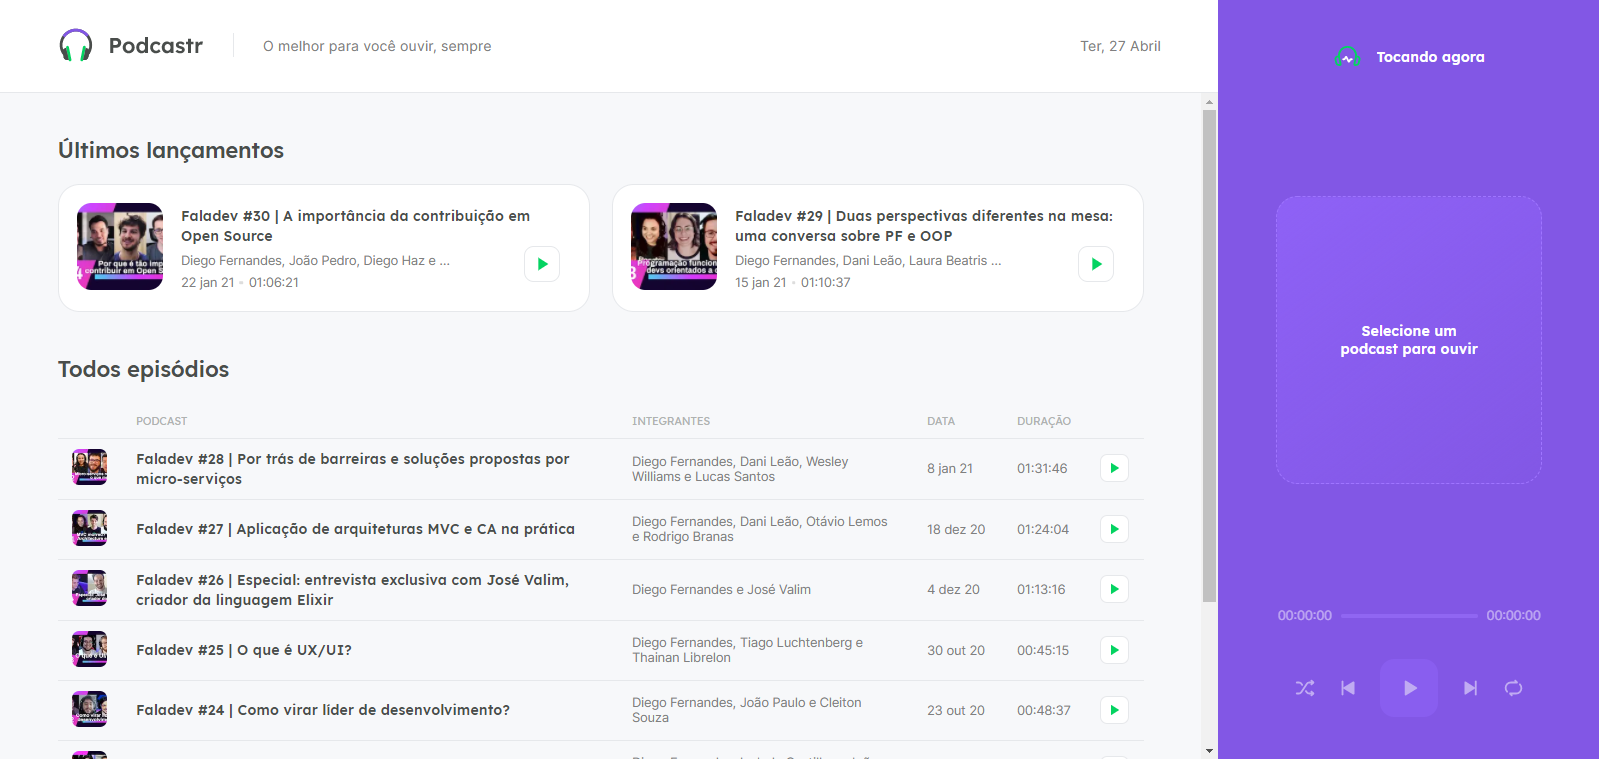 Podcastr
O melhor para você ouvir, sempre
Ter, 27 Abril
Tocando agora
Últimos lançamentos
Faladev #30 | A importância da contribuição em
Open Source
Diego Fernandes, João Pedro, Diego Haz e ...
22 jan 21 • 01:06:21
Por que é tão imp
contribuir em Open S
Faladev #29 | Duas perspectivas diferentes na mesa:
uma conversa sobre PF e OOP
Diego Fernandes, Dani Leão, Laura Beatris ...
15 jan 21 • 01:10:37
Programação funcion
devs orientados a o
Selecione um
podcast para ouvir
Todos episódios
PODCAST INTEGRANTES DATA DURAÇÃO
Faladev #28 | Por trás de barreiras e soluções propostas por
micro-serviços
Diego Fernandes, Dani Leão, Wesley
Williams e Lucas Santos
8 jan 21
01:31:46
Faladev #27 | Aplicação de arquiteturas MVC e CA na prática
Diego Fernandes, Dani Leão, Otávio Lemos
e Rodrigo Branas
18 dez 20
01:24:04
Faladev #26 | Especial: entrevista exclusiva com José Valim,
criador da linguagem Elixir
Diego Fernandes e José Valim
4 dez 20
01:13:16
Faladev #25 | O que é UX/UI?
Diego Fernandes, Tiago Luchtenberg e
Thainan Librelon
30 out 20
00:45:15
Faladev #24 | Como virar líder de desenvolvimento?
Diego Fernandes, João Paulo e Cleiton
Souza
23 out 20
00:48:37
00:00:00
00:00:00